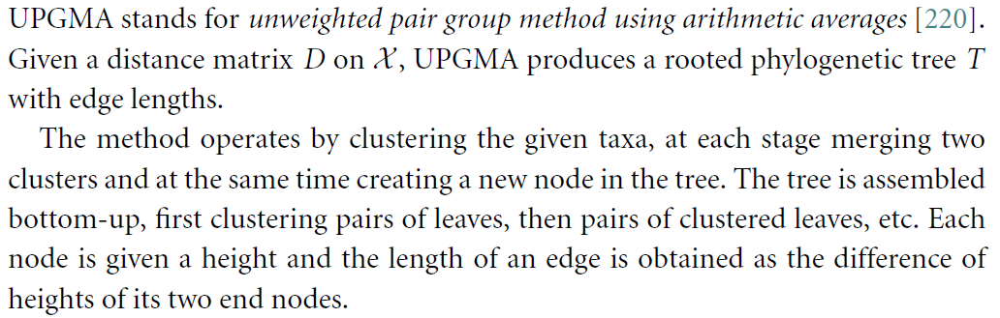 UPGMA stands for unweighted pair group method using arithmetic averages [220].
Given a distance matrix D on 𝒳, UPGMA produces a rooted phylogenetic tree T
with edge lengths.
The method operates by clustering the given taxa, at each stage merging two
clusters and at the same time creating a new node in the tree. The tree is assembled
bottom-up, first clustering pairs of leaves, then pairs of clustered leaves, etc. Each
node is given a height and the length of an edge is obtained as the difference of
heights of its two end nodes.